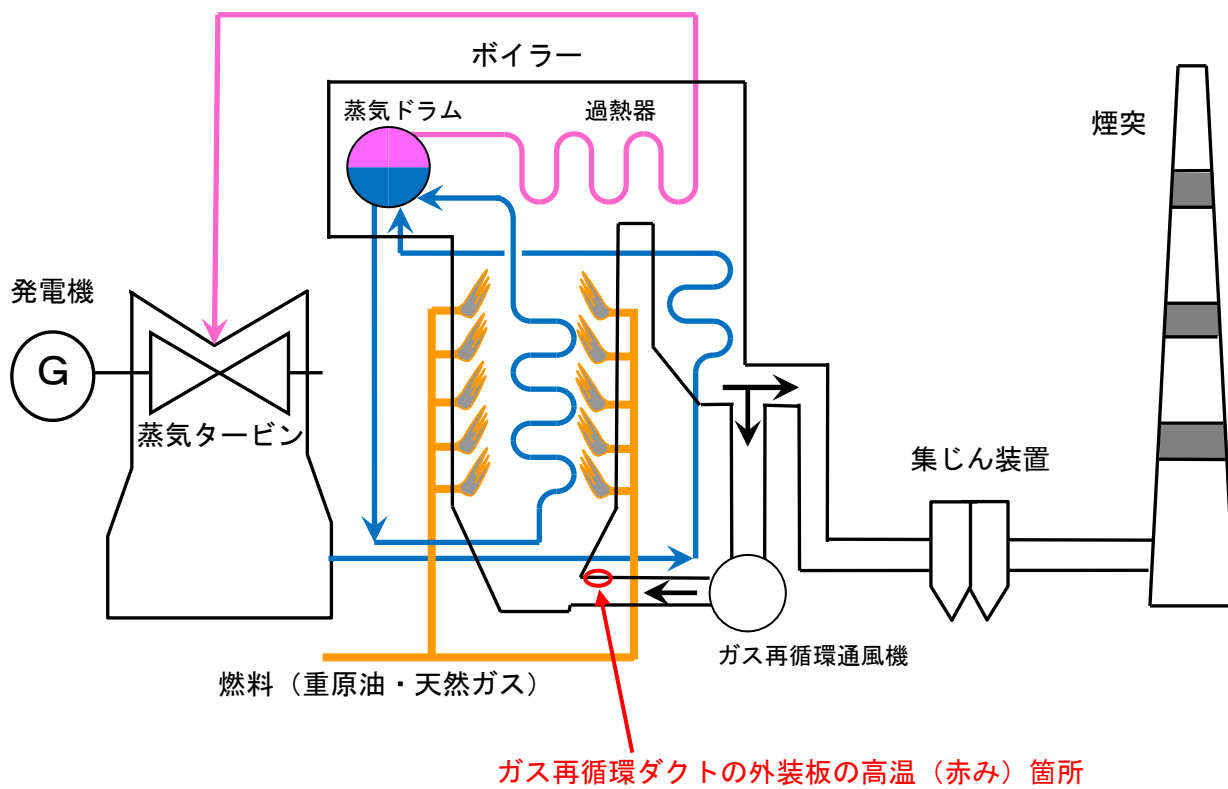 ボイラー
蒸気ドラム
過熱器
煙突
発電機
G
蒸気タービン
集じん装置
ガス再循環通風機
燃料（重原油・天然ガス）
ガス再循環ダクトの外装板の高温（赤み）箇所